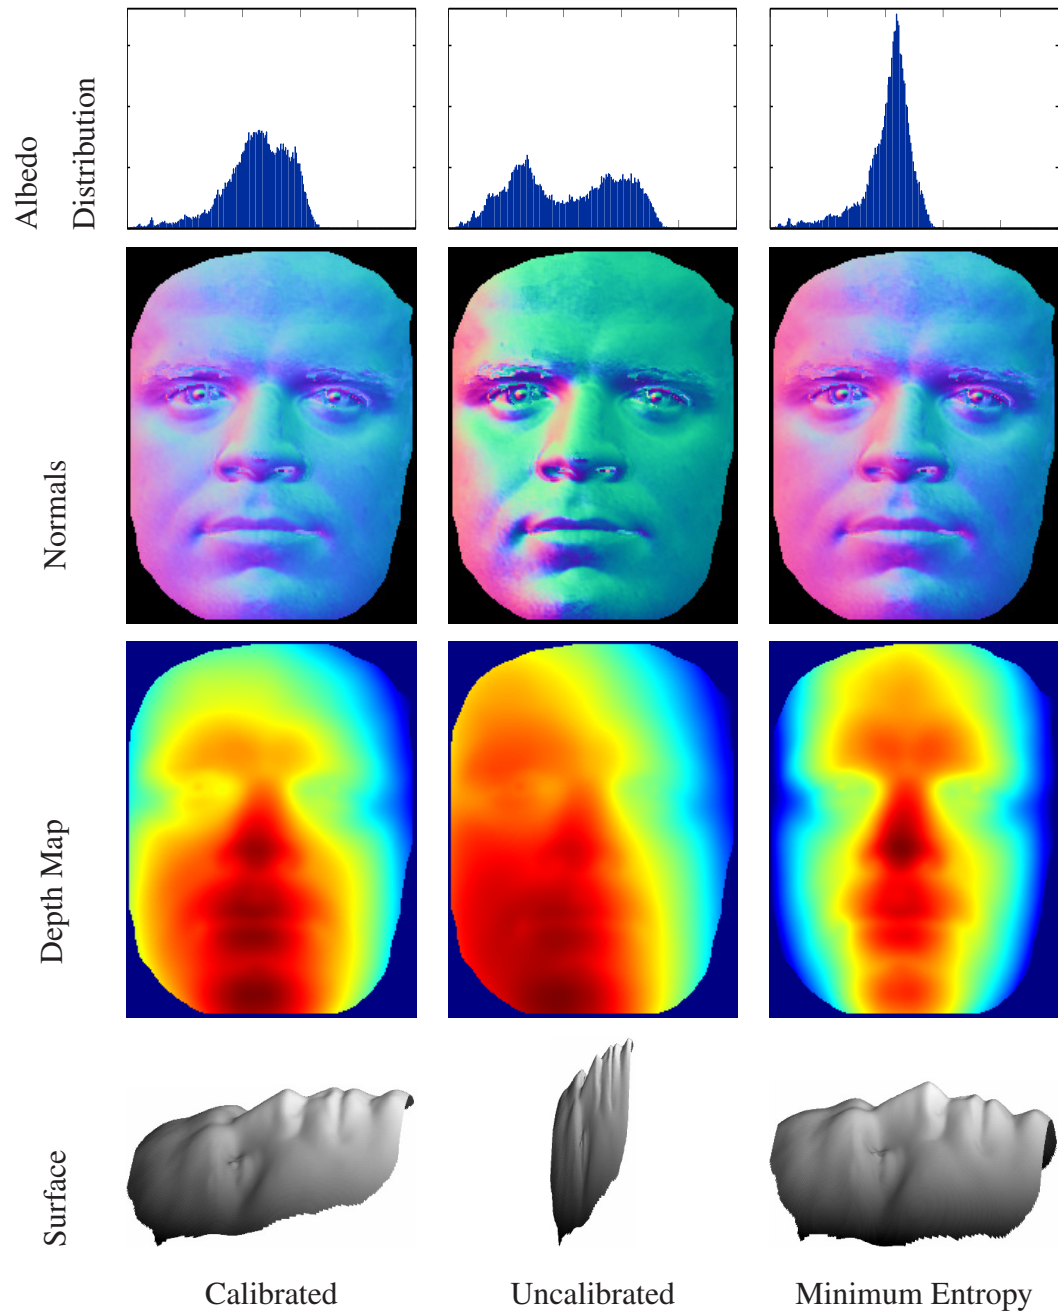 Albedo
Distribution
Normals
Depth Map
Surface
Calibrated
Uncalibrated
Minimum Entropy